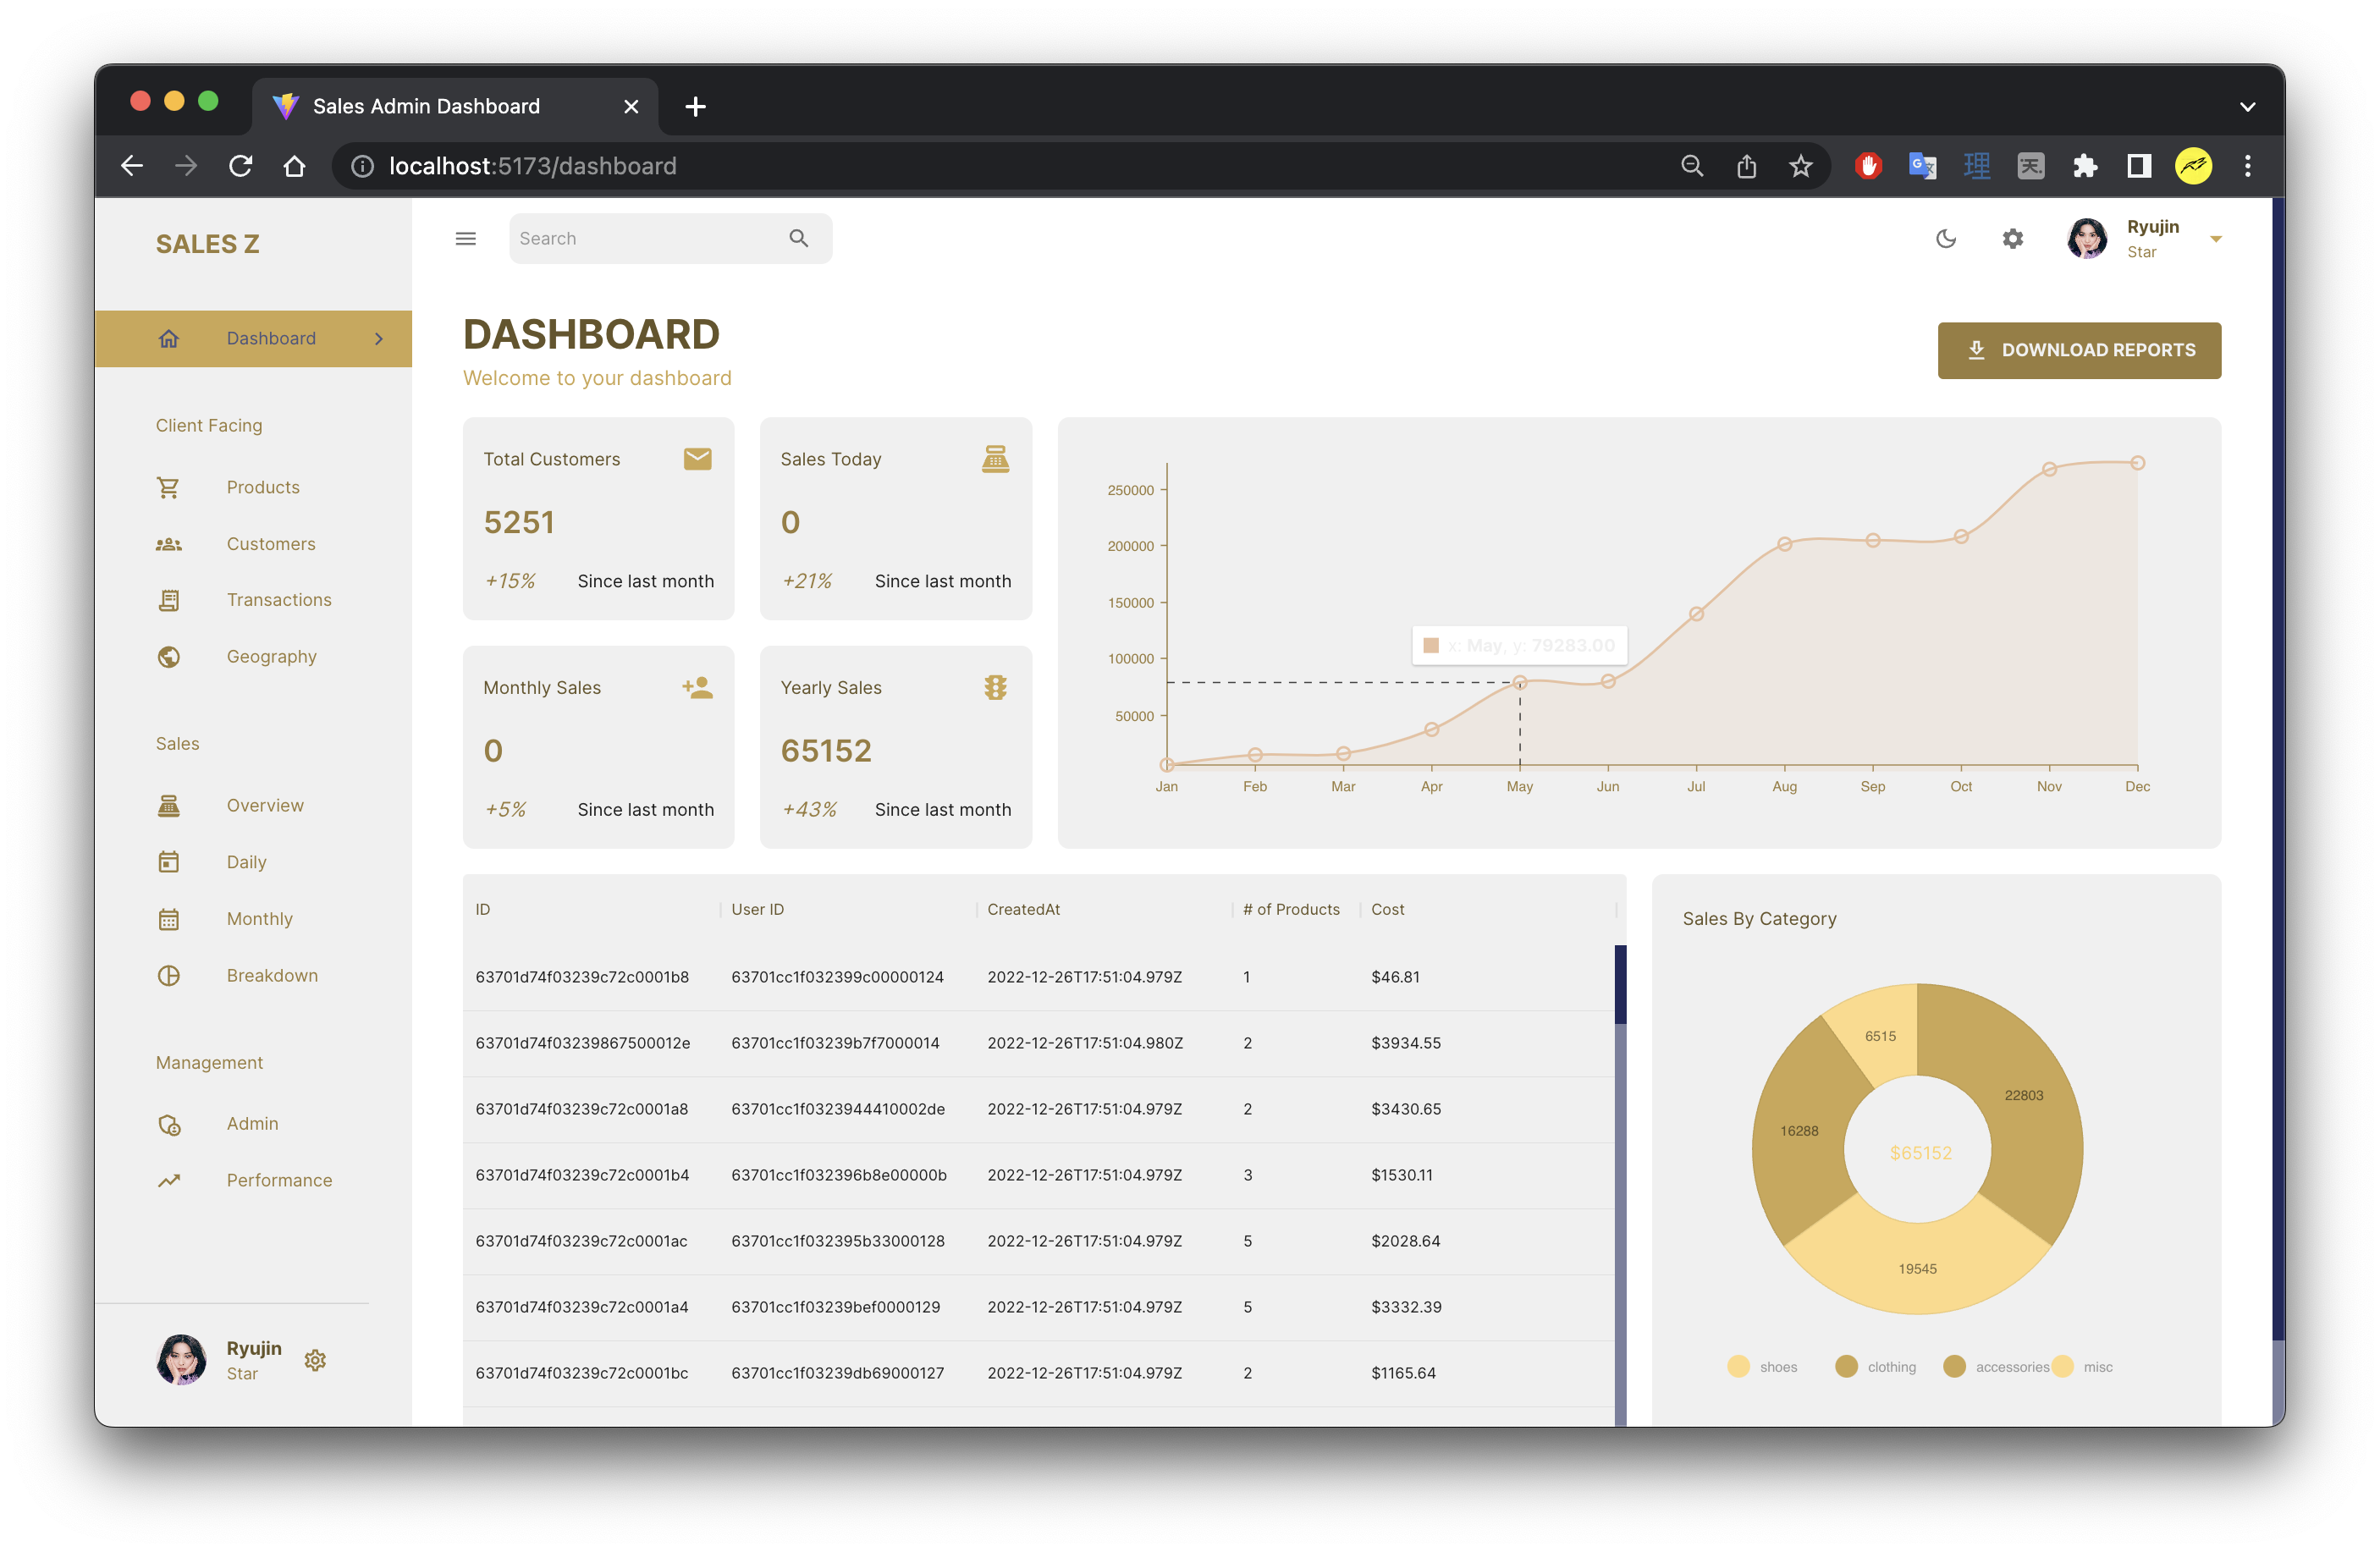 Sales Admin Dashboard
localhost:5173/dashboard
SALES Z
Search
Ryujin
Star
Dashboard
Client Facing
Products
Customers
Transactions
Geography
Sales
Overview
Daily
Monthly
Breakdown
Management
Admin
Performance
Ryujin
Star
DASHBOARD
Welcome to your dashboard
DOWNLOAD REPORTS
Total Customers
5251
+15% Since last month
Sales Today
0
+21% Since last month
Monthly Sales
0
+5% Since last month
Yearly Sales
65152
+43% Since last month
250000
200000
150000
100000
50000
x: May, y: 79283.00
Jan Feb Mar Apr May Jun Jul Aug Sep Oct Nov Dec
ID User ID CreatedAt # of Products Cost
63701d74f03239c72c0001b8 63701cc1f032399c00000124 2022-12-26T17:51:04.979Z 1 $46.81
63701d74f03239867500012e 63701cc1f03239b7f7000014 2022-12-26T17:51:04.980Z 2 $3934.55
63701d74f03239c72c0001a8 63701cc1f0323944410002de 2022-12-26T17:51:04.979Z 2 $3430.65
63701d74f03239c72c0001b4 63701cc1f032396b8e00000b 2022-12-26T17:51:04.979Z 3 $1530.11
63701d74f03239c72c0001ac 63701cc1f032395b33000128 2022-12-26T17:51:04.979Z 5 $2028.64
63701d74f03239c72c0001a4 63701cc1f03239bef0000129 2022-12-26T17:51:04.979Z 5 $3332.39
63701d74f03239c72c0001bc 63701cc1f03239db69000127 2022-12-26T17:51:04.979Z 2 $1165.64
Sales By Category
6515
22803
16288
$65152
19545
shoes clothing accessories misc